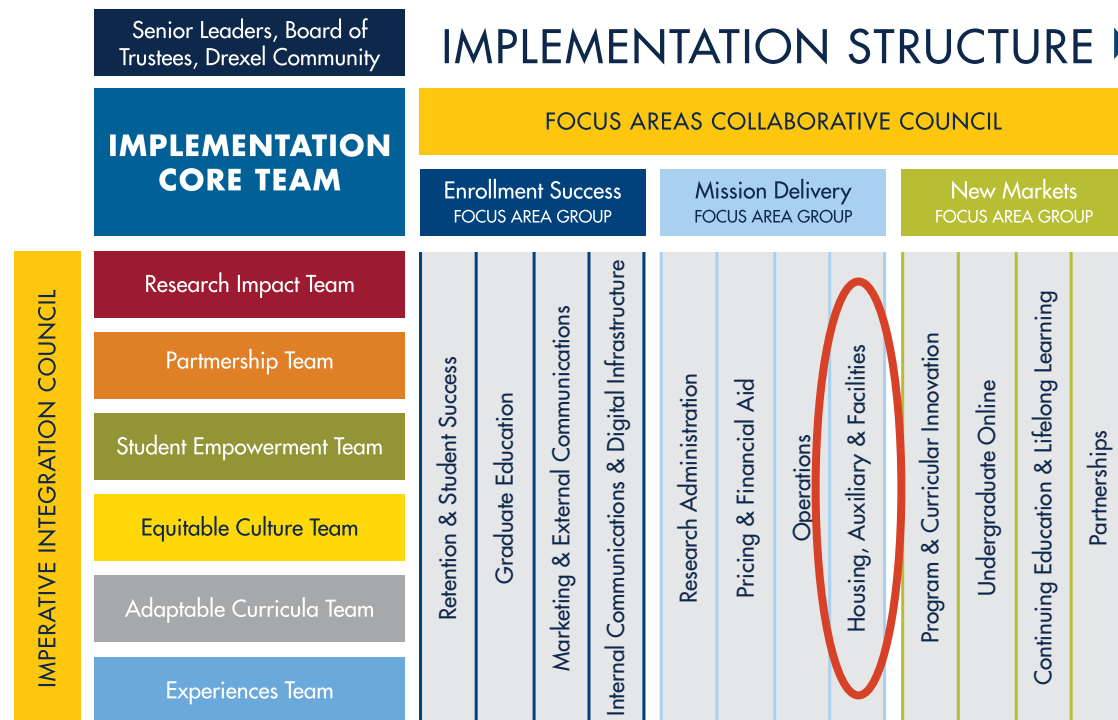 Senior Leaders, Board of
Trustees, Drexel Community
IMPLEMENTATION STRUCTURE
IMPLEMENTATION
CORE TEAM
FOCUS AREAS COLLABORATIVE COUNCIL
Enrollment Success
FOCUS AREA GROUP
Mission Delivery
FOCUS AREA GROUP
New Markets
FOCUS AREA GROUP
IMPERATIVE INTEGRATION COUNCIL
Research Impact Team
Partmership Team
Student Empowerment Team
Equitable Culture Team
Adaptable Curricula Team
Experiences Team
Retention & Student Success
Graduate Education
Marketing & External Communications
Internal Communications & Digital Infrastructure
Research Administration
Pricing & Financial Aid
Operations
Housing, Auxiliary & Facilities
Program & Curricular Innovation
Undergraduate Online
Continuing Education & Lifelong Learning
Partnerships